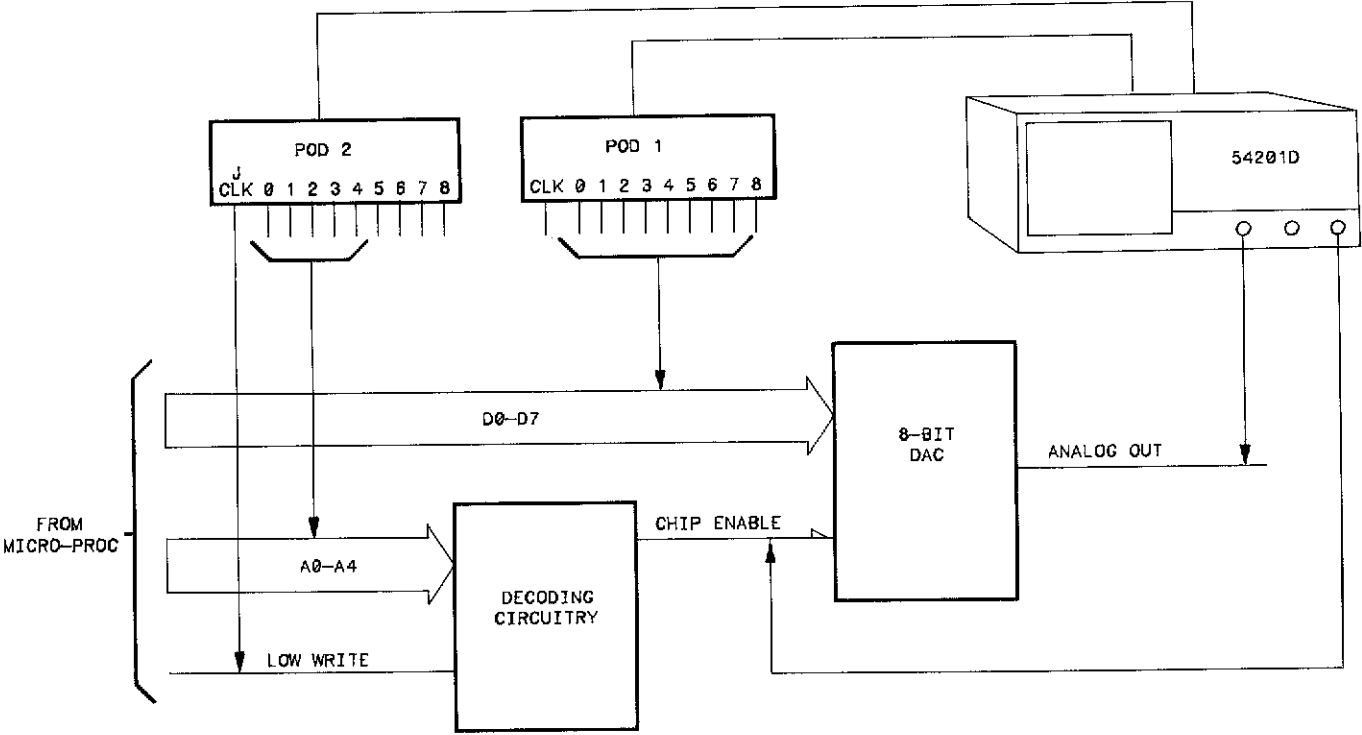 POD 2
J
CLK 0 1 2 3 4 5 6 7 8
POD 1
CLK 0 1 2 3 4 5 6 7 8
54201D
D0-D7
8-BIT
DAC
ANALOG OUT
FROM
MICRO-PROC
CHIP ENABLE
A0-A4
DECODING
CIRCUITRY
LOW WRITE